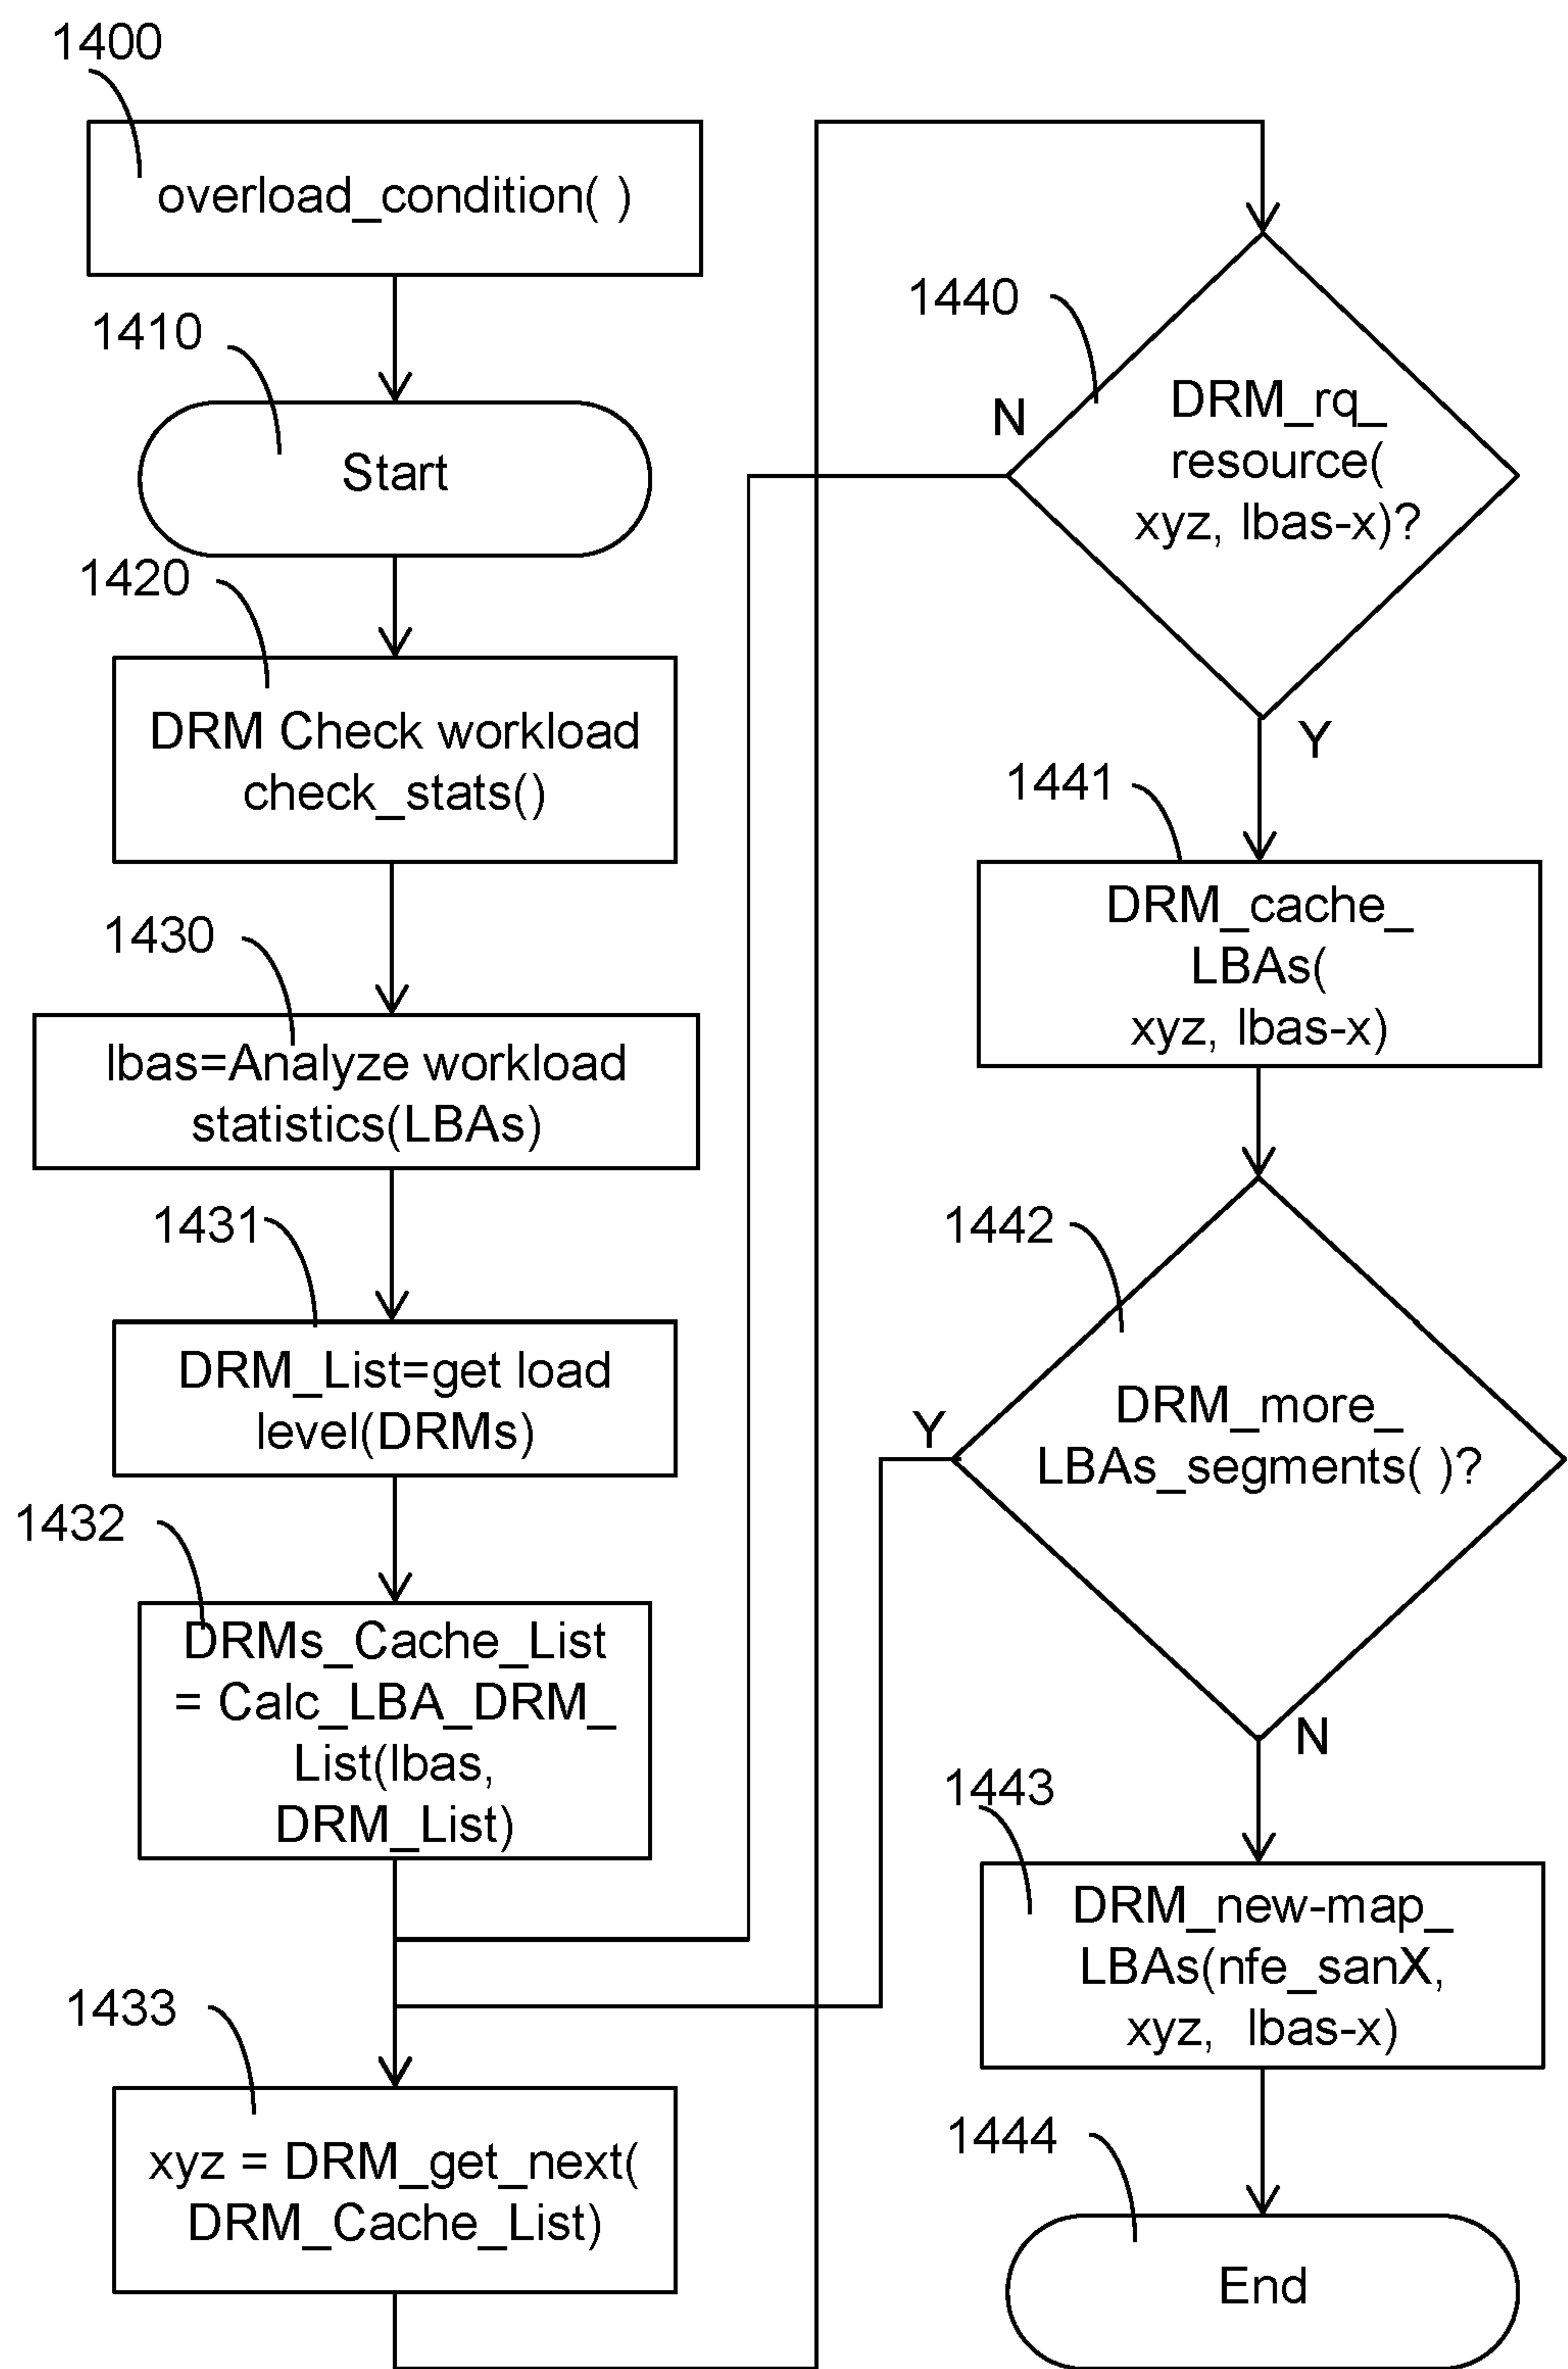 1400
overload_condition( )
1410
Start
1420
DRM Check workload
check_stats()
1430
lbas=Analyze workload
statistics(LBAs)
1431
DRM_List=get load
level(DRMs)
1432
DRMs_Cache_List
= Calc_LBA_DRM_
List(lbas,
DRM_List)
1433
xyz = DRM_get_next(
DRM_Cache_List)
1440
N
DRM_rq_
resource(
xyz, lbas-x)?
Y
1441
DRM_cache_
LBAs(
xyz, lbas-x)
1442
Y
DRM_more_
LBAs_segments( )?
N
1443
DRM_new-map_
LBAs(nfe_sanX,
xyz, lbas-x)
1444
End